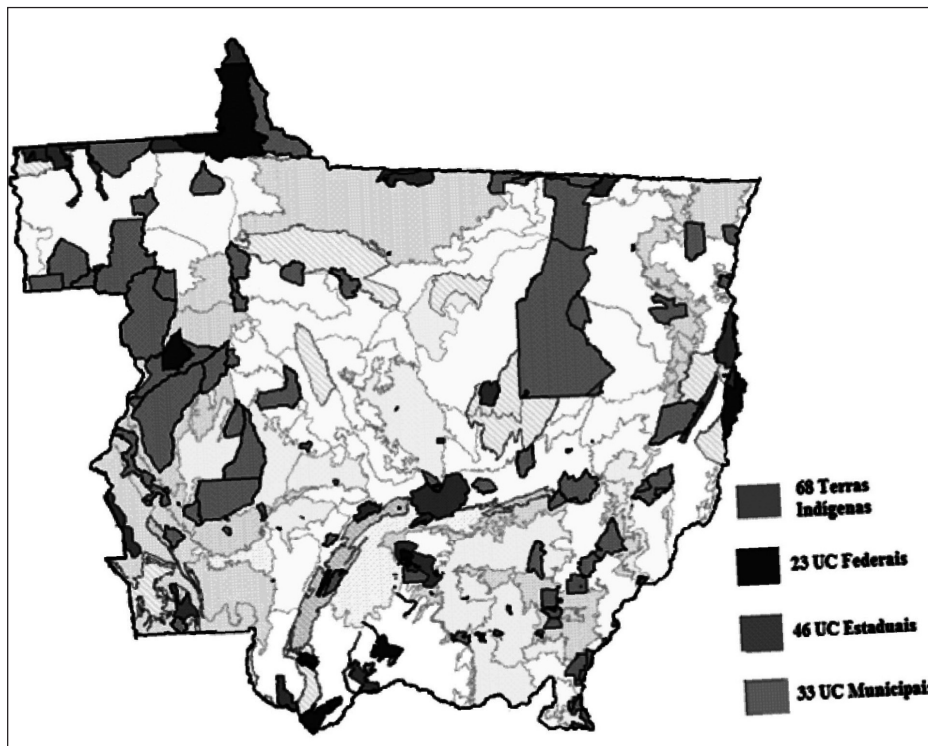 68 Terras
Indígenas
23 UC Federais
46 UC Estaduais
33 UC Municipais